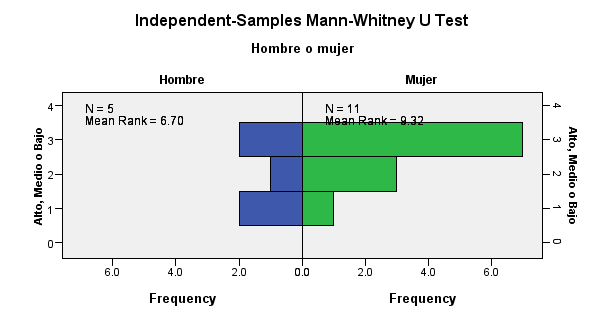 Independent-Samples Mann-Whitney U Test
Hombre o mujer
Hombre Mujer
N = 5 N = 11
Mean Rank = 6.70 Mean Rank = 9.32
Alto, Medio o Bajo
4
3
2
1
0
4
3
2
1
0
Alto, Medio o Bajo
6.0 4.0 2.0 0.0 0.0 2.0 4.0 6.0
Frequency Frequency